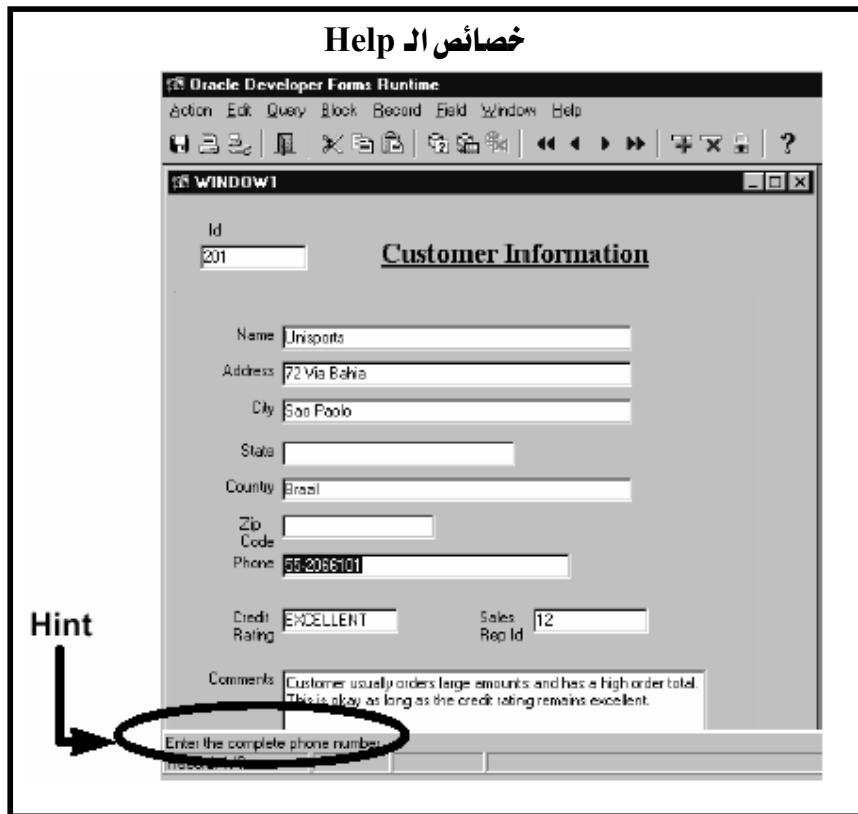 خصائص الـ Help
Oracle Developer Forms Runtime
Action Edit Query Block Record Field Window Help
WINDOW1
Id
201
Customer Information
Name Unisports
Address 72 Via Bahia
City Sao Paolo
State
Country Brazil
Zip
Code
Phone 55-2066101
Credit
Rating
EXCELLENT
Sales
Rep Id
12
Hint
Comments
Customer usually orders large amounts and has a high order total.
This is okay as long as the credit rating remains excellent.
Enter the complete phone number